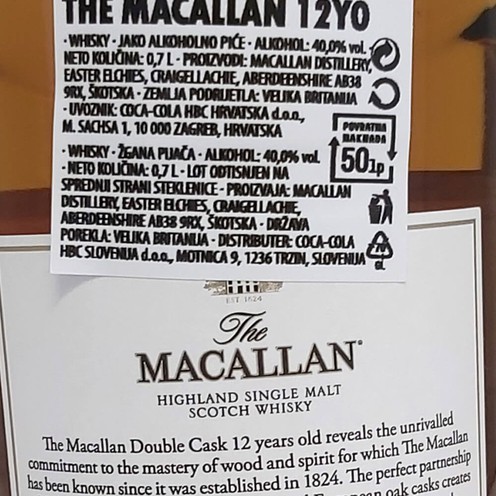 THE MACALLAN 12YO
· WHISKY · JAKO ALKOHOLNO PIĆE · ALKOHOL: 40,0% vol. ·
NETO KOLIČINA: 0,7 L · PROIZVODI: MACALLAN DISTILLERY,
EASTER ELCHIES, CRAIGELLACHIE, ABERDEENSHIRE AB38
9RX, ŠKOTSKA · ZEMLJA PODRIJETLA: VELIKA BRITANIJA
· UVOZNIK: COCA-COLA HBC HRVATSKA d.o.o.,
M. SACHSA 1, 10 000 ZAGREB, HRVATSKA
POVRATNA
NAKNADA
50lp
· WHISKY · ŽGANA PIJAČA · ALKOHOL: 40,0% vol.
· NETO KOLIČINA: 0,7 L · LOT ODTISNJEN NA
SPREDNJI STRANI STEKLENICE · PROIZVAJA: MACALLAN
DISTILLERY, EASTER ELCHIES, CRAIGELLACHIE,
ABERDEENSHIRE AB38 9RX, ŠKOTSKA · DRŽAVA
POREKLA: VELIKA BRITANIJA · DISTRIBUTER: COCA-COLA
HBC SLOVENIJA d.o.o., MOTNICA 9, 1236 TRZIN, SLOVENIJA
EST 1824
The
MACALLAN®
HIGHLAND SINGLE MALT
SCOTCH WHISKY
The Macallan Double Cask 12 years old reveals the unrivalled
commitment to the mastery of wood and spirit for which The Macallan
has been known since it was established in 1824. The perfect partnership
oak casks creates